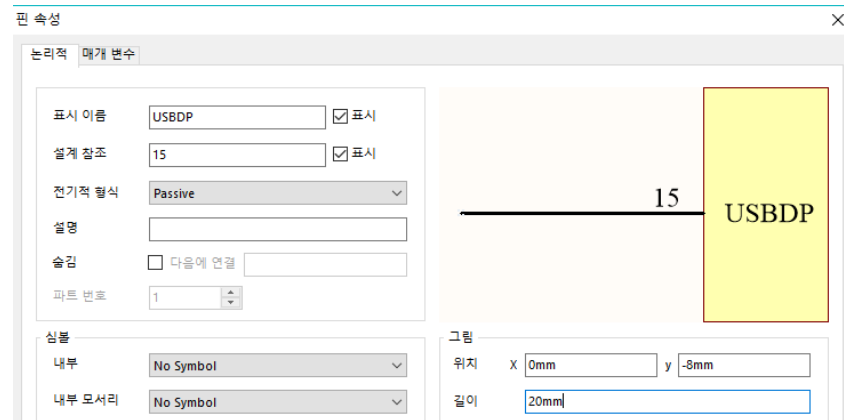 핀 속성
논리적 매개 변수
표시 이름 USBDP 표시
설계 참조 15 표시
전기적 형식 Passive
설명
숨김 다음에 연결
파트 번호 1
15 USBDP
심볼
내부 No Symbol
내부 모서리 No Symbol
그림
위치 X 0mm y -8mm
길이 20mm